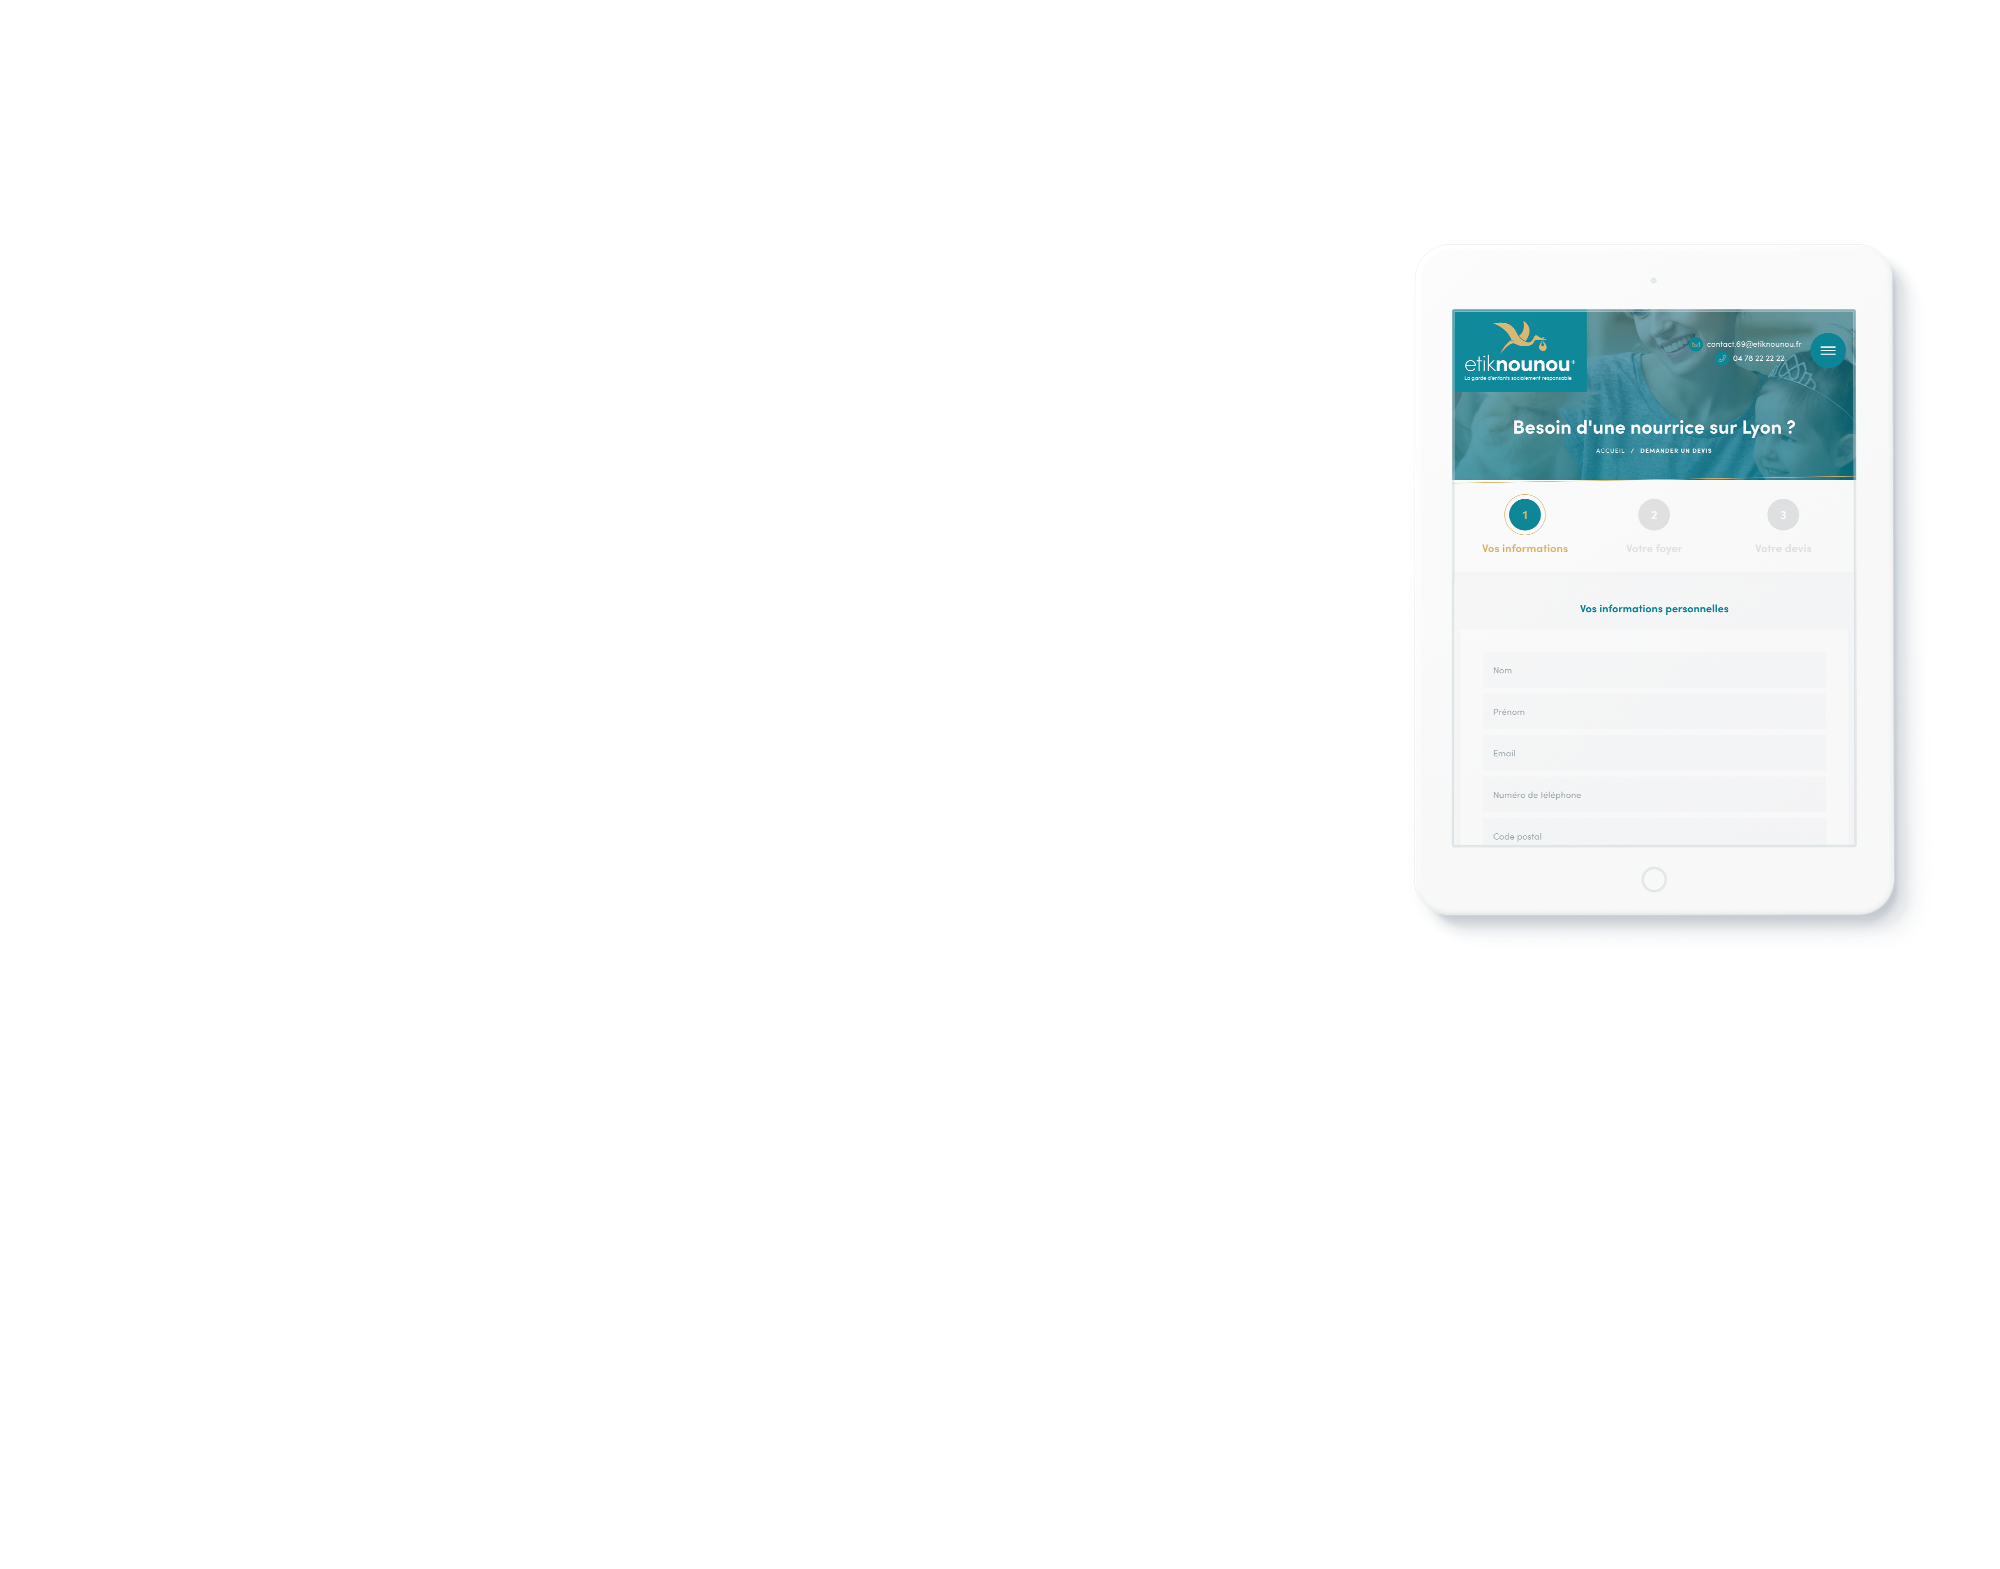 etiknounou®
La garde d'enfants socialement responsable
contact.69@etiknounou.fr
04 78 22 22 22
Besoin d'une nourrice sur Lyon ?
ACCUEIL / DEMANDER UN DEVIS
1
2
3
Vos informations
Votre foyer
Votre devis
Vos informations personnelles
Nom
Prénom
Email
Numéro de téléphone
Code postal